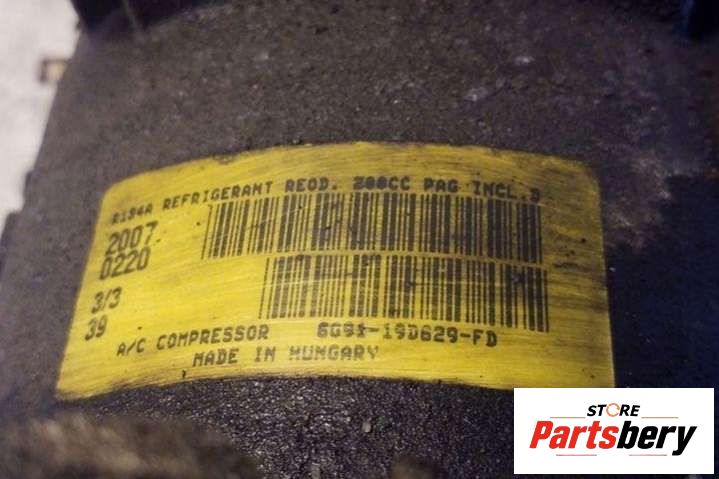 R134A REFRIGERANT REQD. 200CC PAG INCL.D
2007
0220
3/3
39
A/C COMPRESSOR 6G91-19D629-FD
MADE IN HUNGARY
STORE
Partsbery